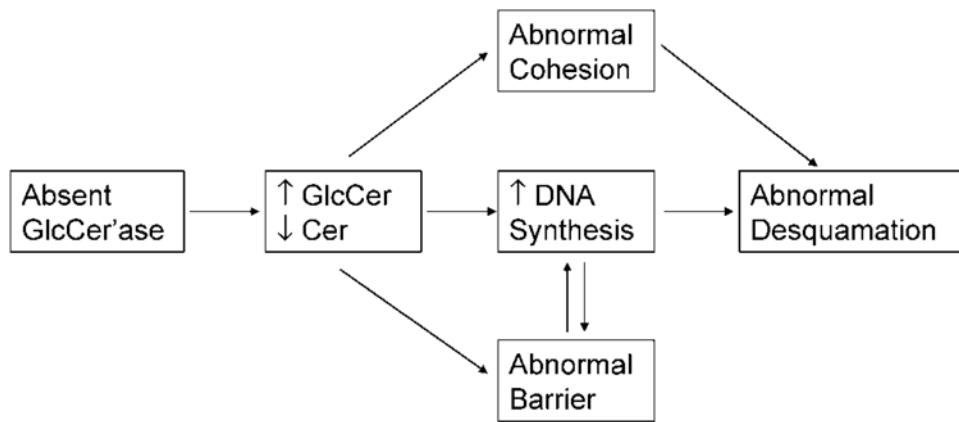 Abnormal
Cohesion
Absent
GlcCer'ase
↑ GlcCer
↓ Cer
↑ DNA
Synthesis
Abnormal
Desquamation
Abnormal
Barrier